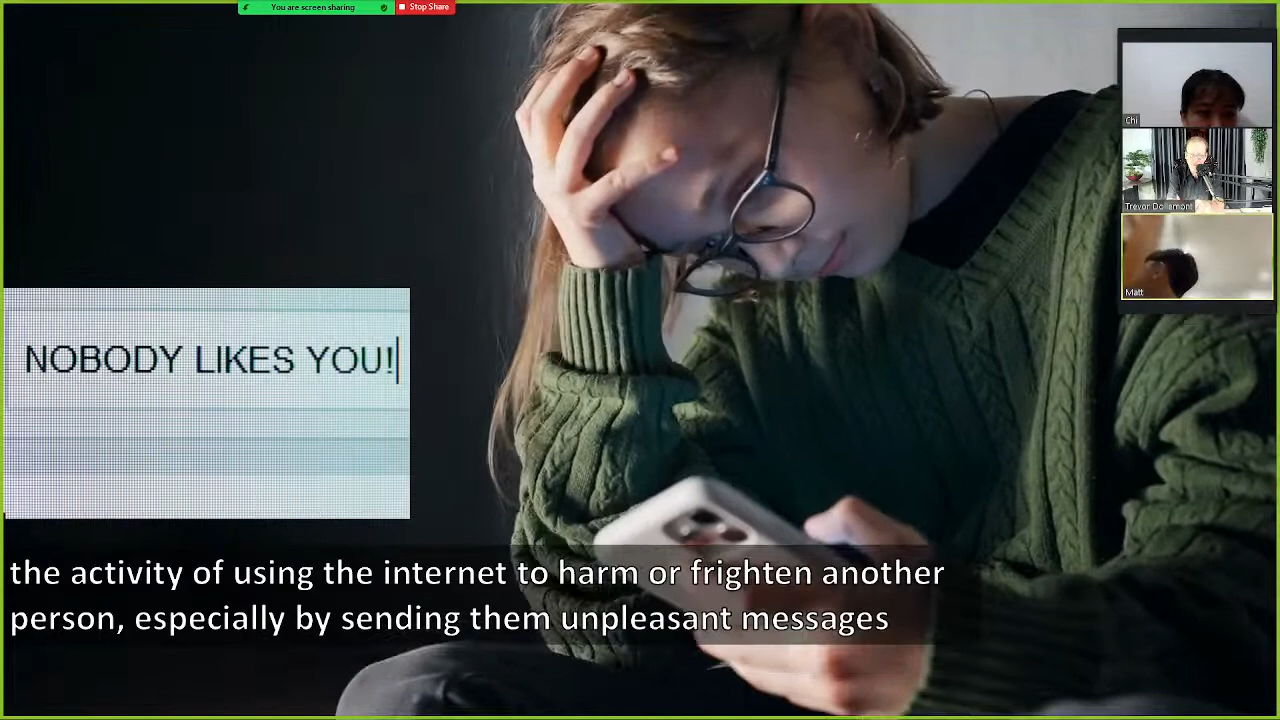 You are screen sharing
Stop Share
Chi
Trevor Dollamont
Matt
NOBODY LIKES YOU!
the activity of using the internet to harm or frighten another
person, especially by sending them unpleasant messages